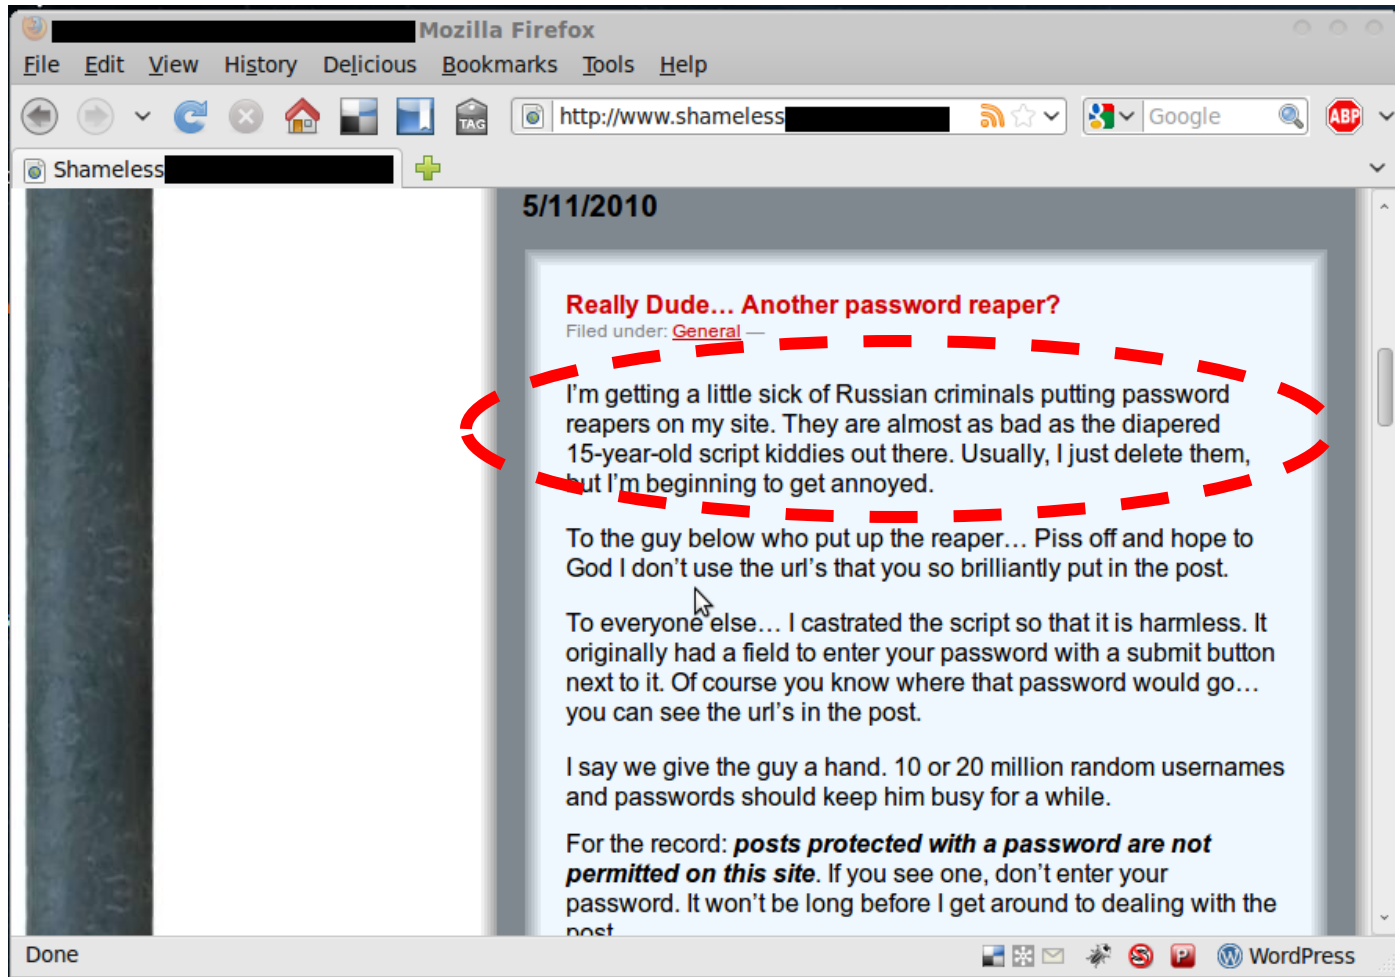 Mozilla Firefox
File Edit View History Delicious Bookmarks Tools Help
TAG http://www.shameless Google ABP
Shameless
5/11/2010
Really Dude… Another password reaper?
Filed under: General —
I’m getting a little sick of Russian criminals putting password
reapers on my site. They are almost as bad as the diapered
15-year-old script kiddies out there. Usually, I just delete them,
but I’m beginning to get annoyed.
To the guy below who put up the reaper… Piss off and hope to
God I don’t use the url’s that you so brilliantly put in the post.
To everyone else… I castrated the script so that it is harmless. It
originally had a field to enter your password with a submit button
next to it. Of course you know where that password would go…
you can see the url’s in the post.
I say we give the guy a hand. 10 or 20 million random usernames
and passwords should keep him busy for a while.
For the record: posts protected with a password are not
permitted on this site. If you see one, don’t enter your
password. It won’t be long before I get around to dealing with the
post
Done WordPress